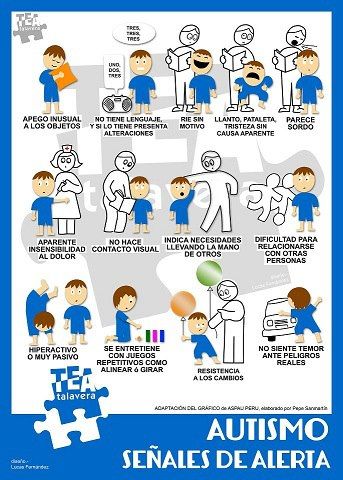 TEA
talavera
TRES,
TRES,
TRES
UNO,
DOS,
TRES
APEGO INUSUAL
A LOS OBJETOS
NO TIENE LENGUAJE,
Y SI LO TIENE PRESENTA
ALTERACIONES
RIE SIN
MOTIVO
LLANTO, PATALETA,
TRISTEZA SIN
CAUSA APARENTE
PARECE
SORDO
TEA
talavera
APARENTE
INSENSIBILIDAD
AL DOLOR
NO HACE
CONTACTO VISUAL
INDICA NECESIDADES
LLEVANDO LA MANO
DE OTROS
DIFICULTAD PARA
RELACIONARSE
CON OTRAS
PERSONAS
diseño.-
Lucas Fernández
HIPERACTIVO
O MUY PASIVO
SE ENTRETIENE
CON JUEGOS
REPETITIVOS COMO
ALINEAR ó GIRAR
RESISTENCIA
A LOS CAMBIOS
NO SIENTE TEMOR
ANTE PELIGROS
REALES
TEA
talavera
ADAPTACIÓN DEL GRÁFICO de ASPAU PERU, elaborado por Pepe Sanmartín
AUTISMO
SEÑALES DE ALERTA
diseño.-
Lucas Fernández